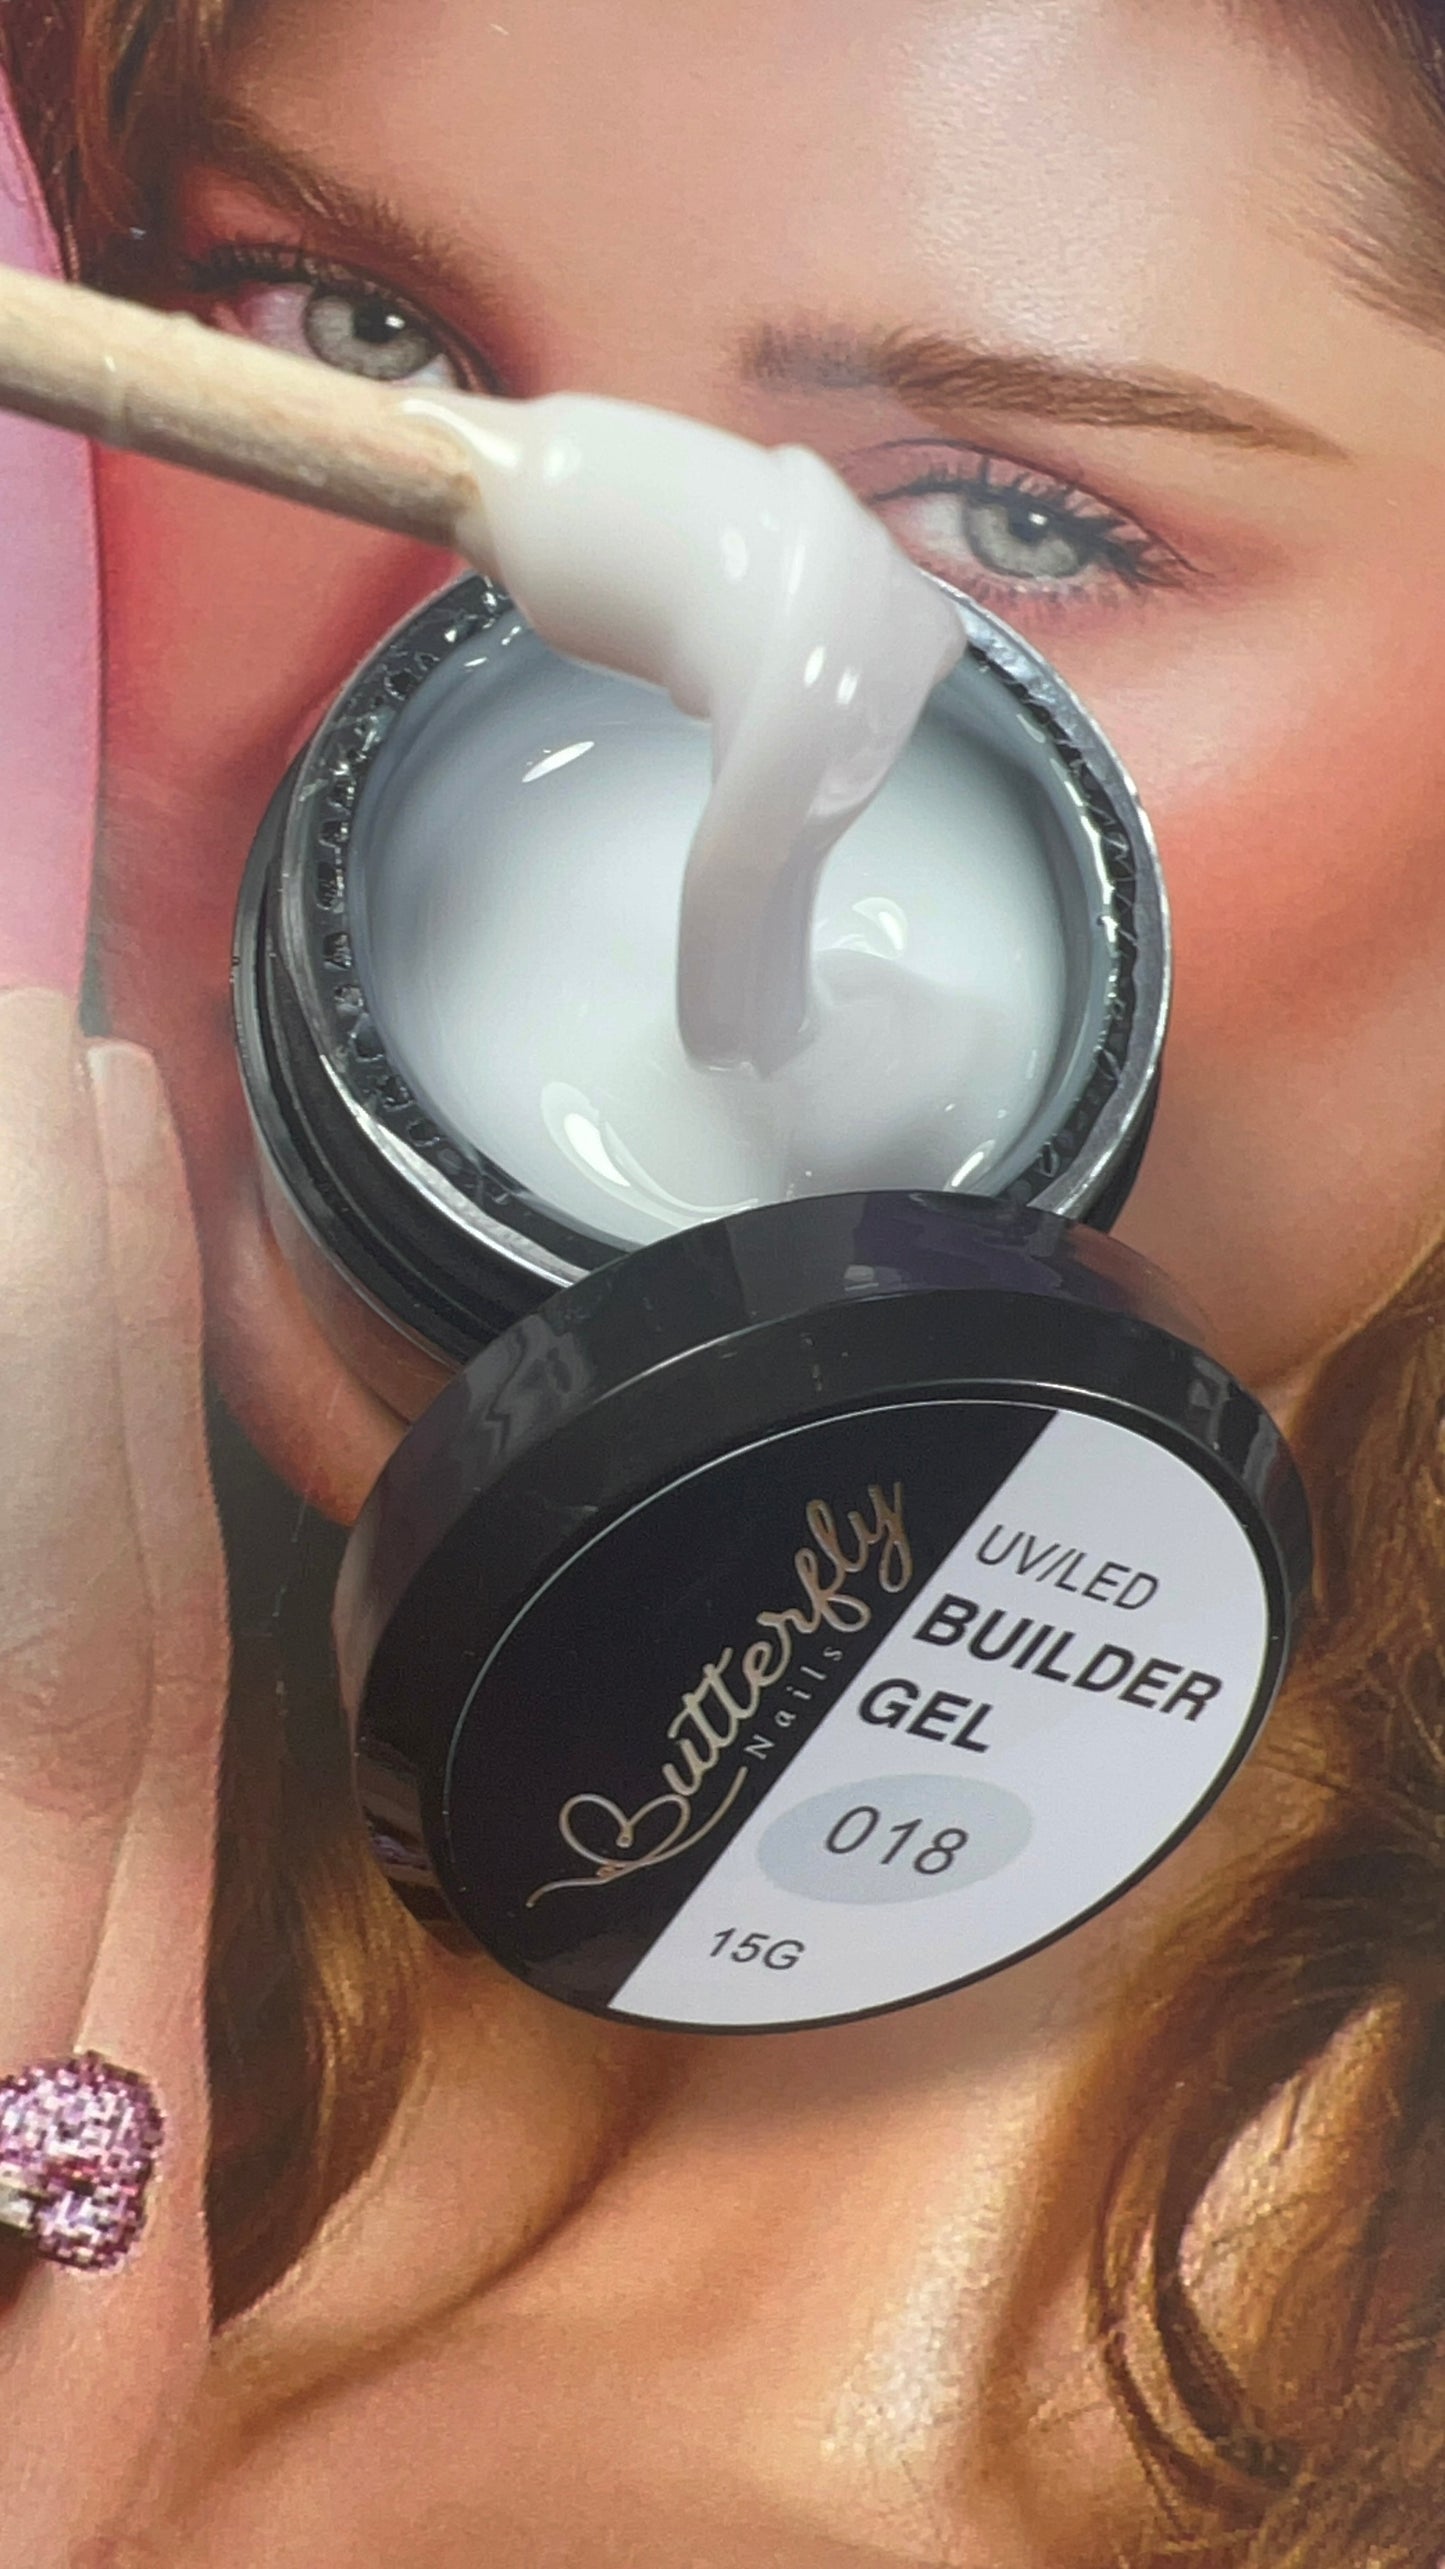 Butterfly
Nails
UV/LED
BUILDER
GEL
018
15G